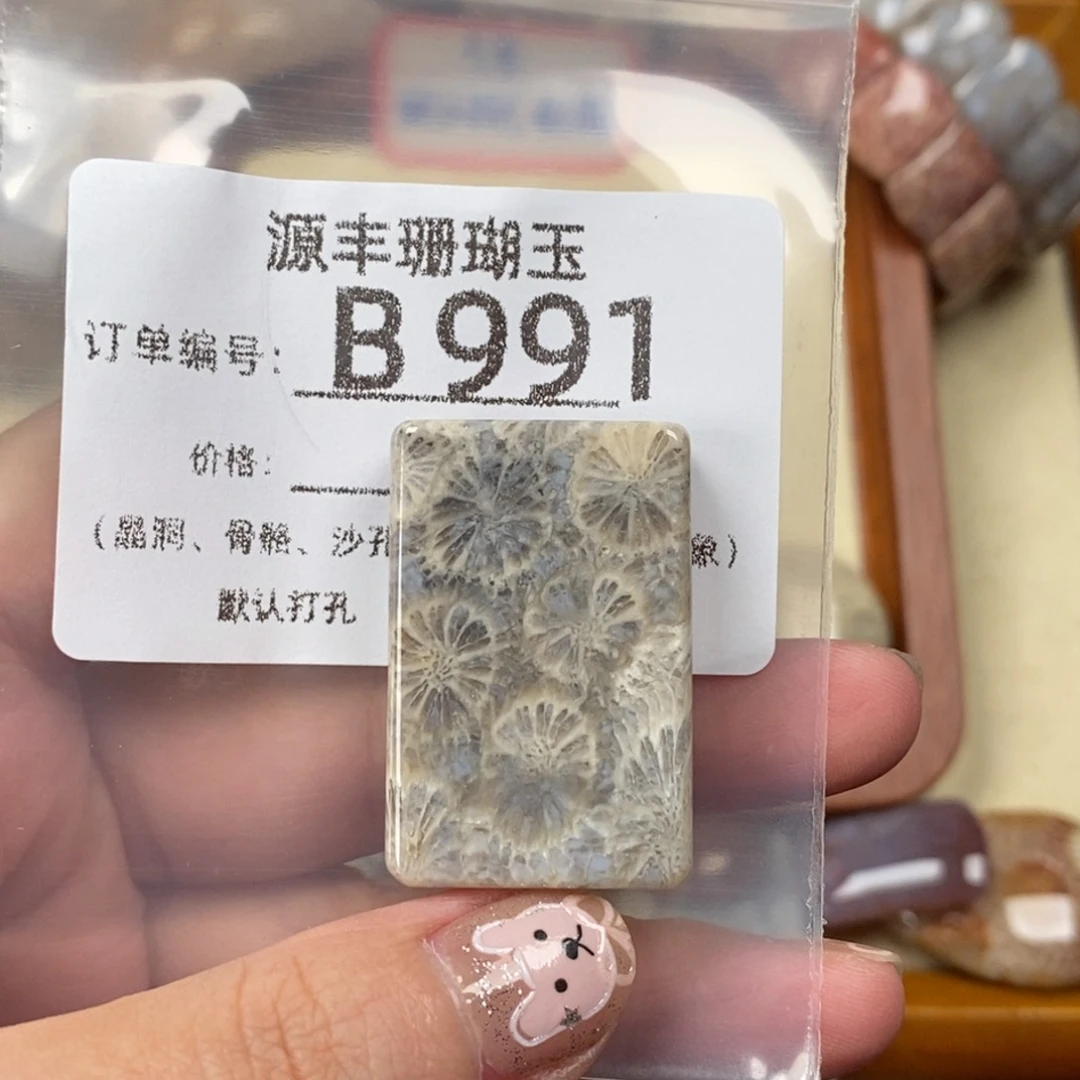 源丰珊瑚玉
订单编号: B991
价格:
(晶洞、骨骼、沙孔 象)
默认打孔